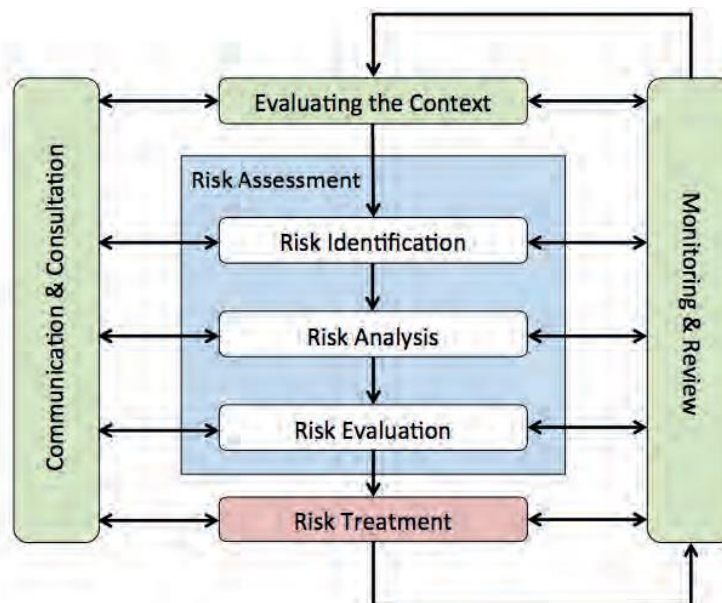 Evaluating the Context
Risk Assessment
Risk Identification
Risk Analysis
Risk Evaluation
Risk Treatment
Communication & Consultation
Monitoring & Review